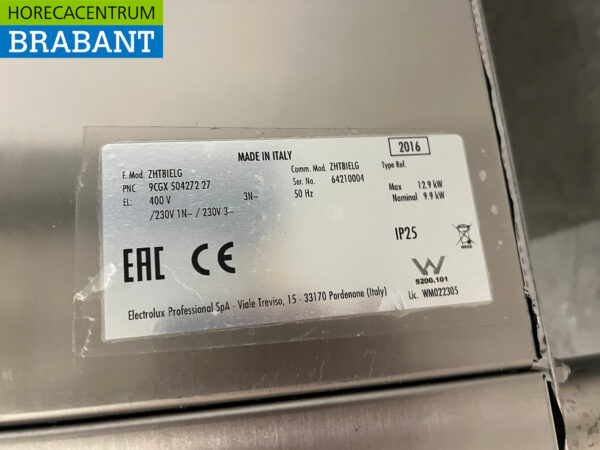 HORECACENTRUM
BRABANT
MADE IN ITALY
2016
F. Mod. ZHT8IELG
Comm. Mod. ZHT8IELG
Type Ref.
PNC 9CGX 504272 27
Ser. No. 64210004
EL: 400 V 3N~ 50 Hz
/230V 1N~ / 230V 3~
Max 12.9 kW
Nominal 9.9 kW
IP25
EAC CE
5200.101
Lic. WM022305
Electrolux Professional SpA - Viale Treviso, 15 - 33170 Pordenone (Italy)